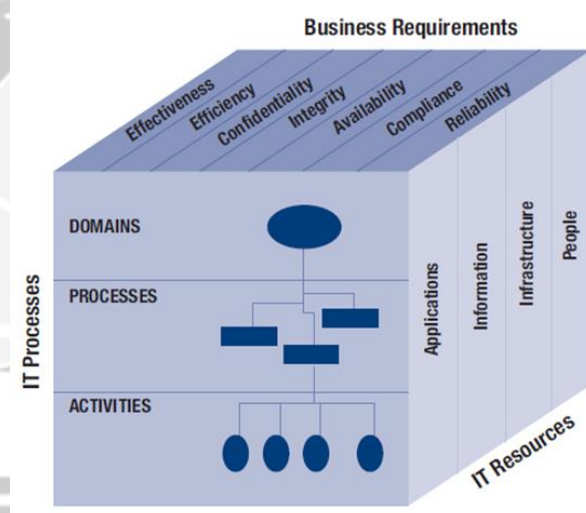 Business Requirements
Effectiveness
Efficiency
Confidentiality
Integrity
Availability
Compliance
Reliability
DOMAINS
PROCESSES
ACTIVITIES
IT Processes
Applications
Information
Infrastructure
People
IT Resources